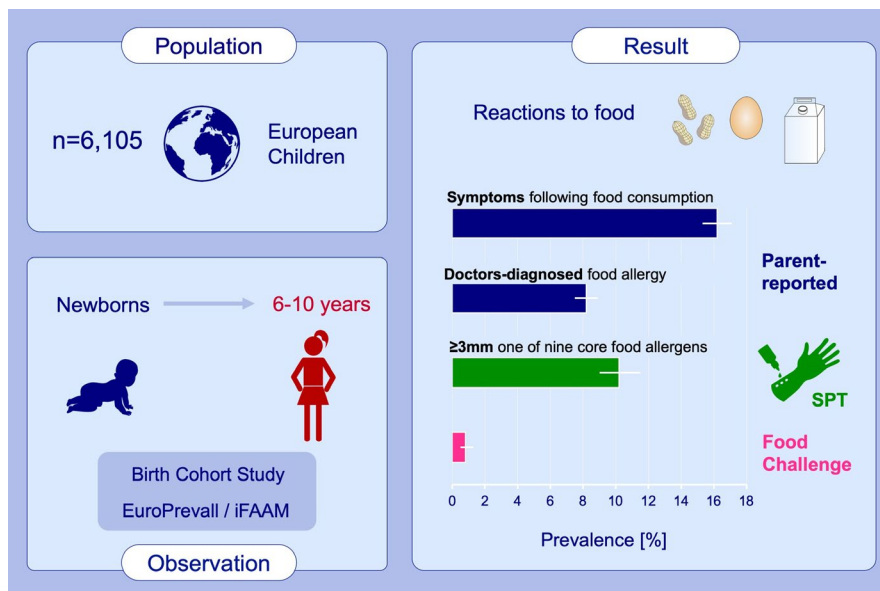 Population
n=6,105
European
Children
Newborns
6-10 years
Birth Cohort Study
EuroPrevall / iFAAM
Observation
Result
Reactions to food
Symptoms following food consumption
Doctors-diagnosed food allergy
Parent-
reported
≥3mm one of nine core food allergens
SPT
Food
Challenge
0 2 4 6 8 10 12 14 16 18
Prevalence [%]